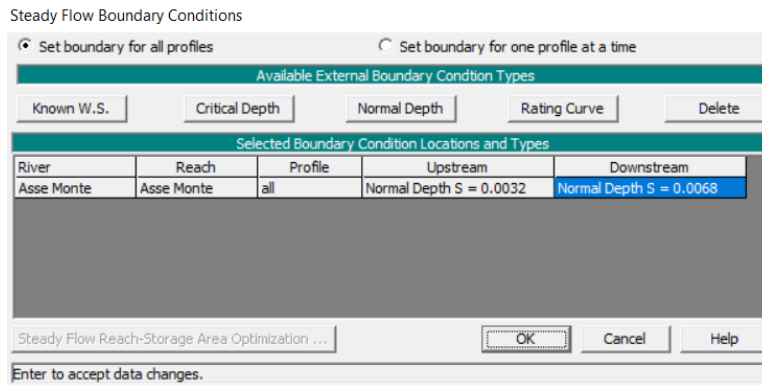 Steady Flow Boundary Conditions
Set boundary for all profiles Set boundary for one profile at a time
Available External Boundary Condtion Types
Known W.S. Critical Depth Normal Depth Rating Curve Delete
Selected Boundary Condition Locations and Types
River Reach Profile Upstream Downstream
Asse Monte Asse Monte all Normal Depth S = 0.0032 Normal Depth S = 0.0068
Steady Flow Reach-Storage Area Optimization ... OK Cancel Help
Enter to accept data changes.